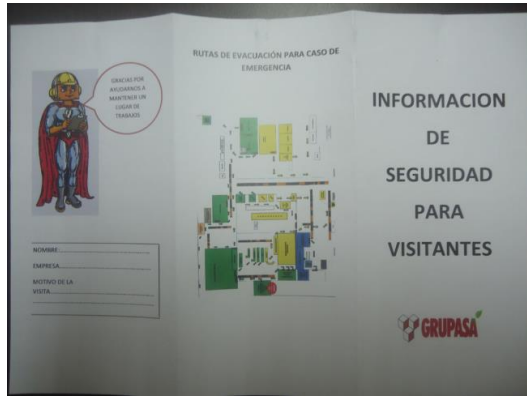 GRACIAS POR
AYUDARNOS A
MANTENER UN
LUGAR DE
TRABAJOS
NOMBRE:
EMPRESA
MOTIVO DE LA
VISITA
RUTAS DE EVACUACIÓN PARA CASO DE
EMERGENCIA
INFORMACION
DE
SEGURIDAD
PARA
VISITANTES
GRUPASA